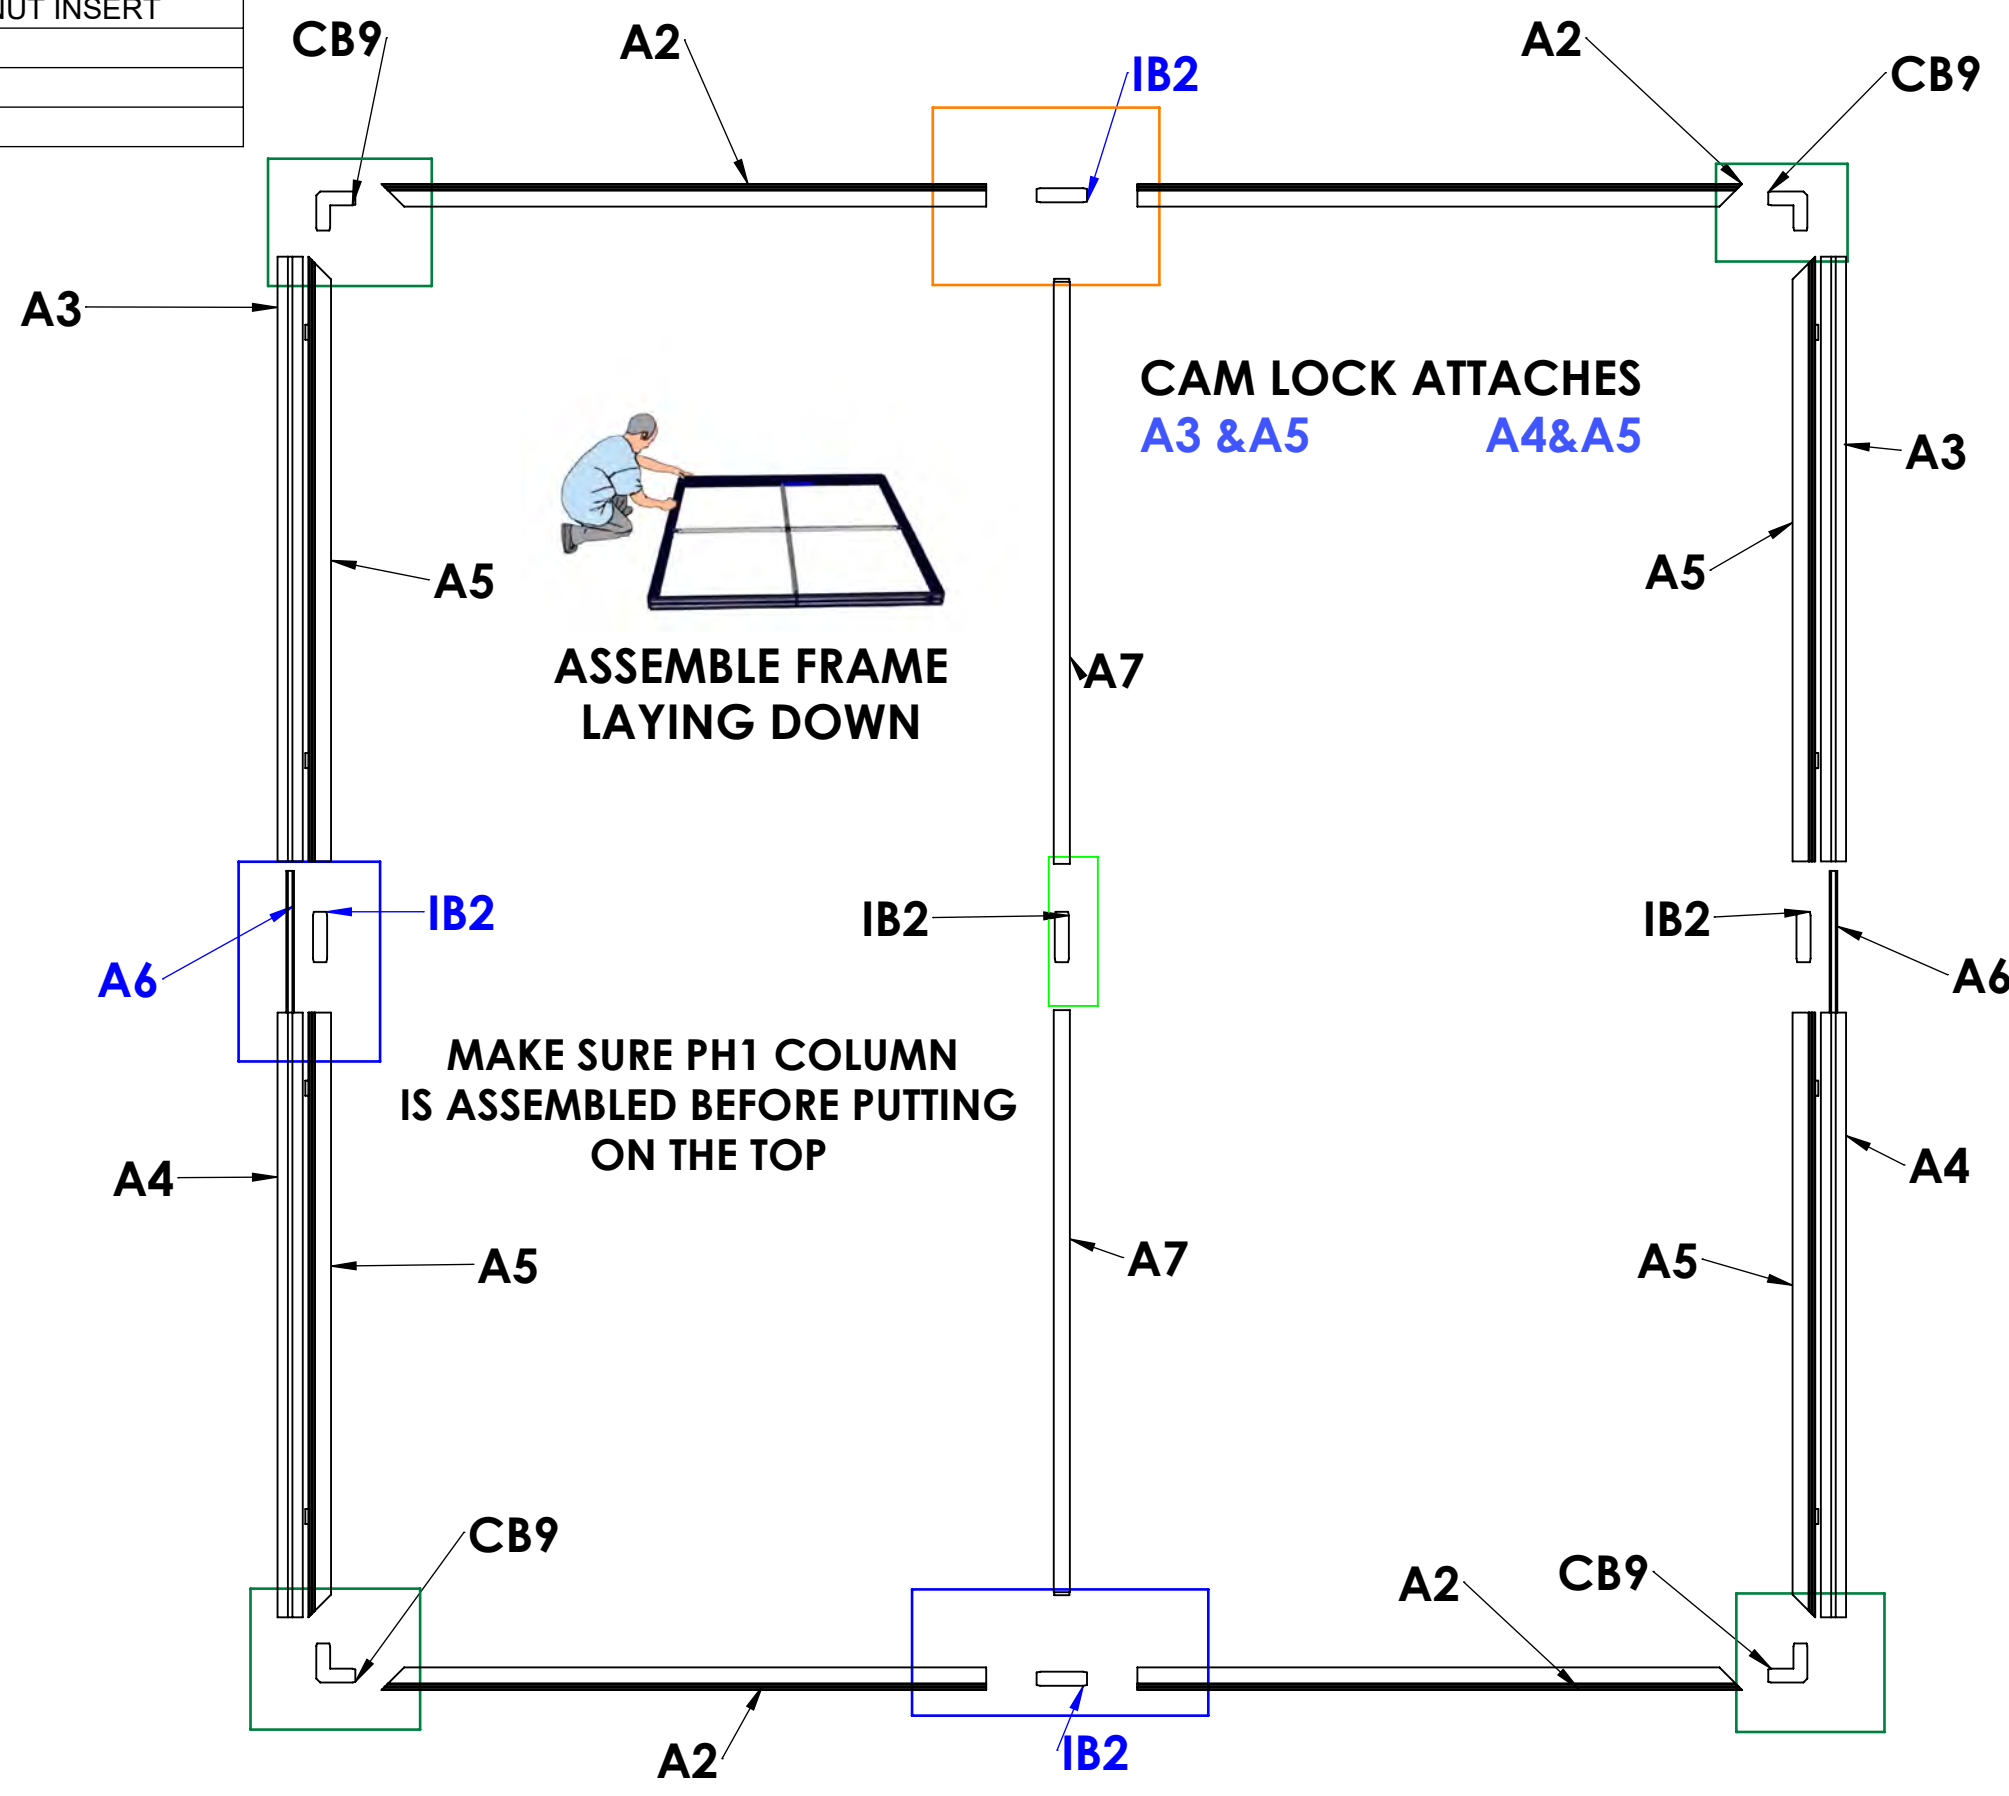 NUT INSERT
CB9
A2
A2
IB2
CB9
A3
CAM LOCK ATTACHES
A3 &A5 A4&A5
A3
A5
A5
ASSEMBLE FRAME
LAYING DOWN
A7
IB2
IB2
IB2
A6
A6
MAKE SURE PH1 COLUMN
IS ASSEMBLED BEFORE PUTTING
ON THE TOP
A4
A4
A5
A7
A5
CB9
A2
CB9
A2
IB2